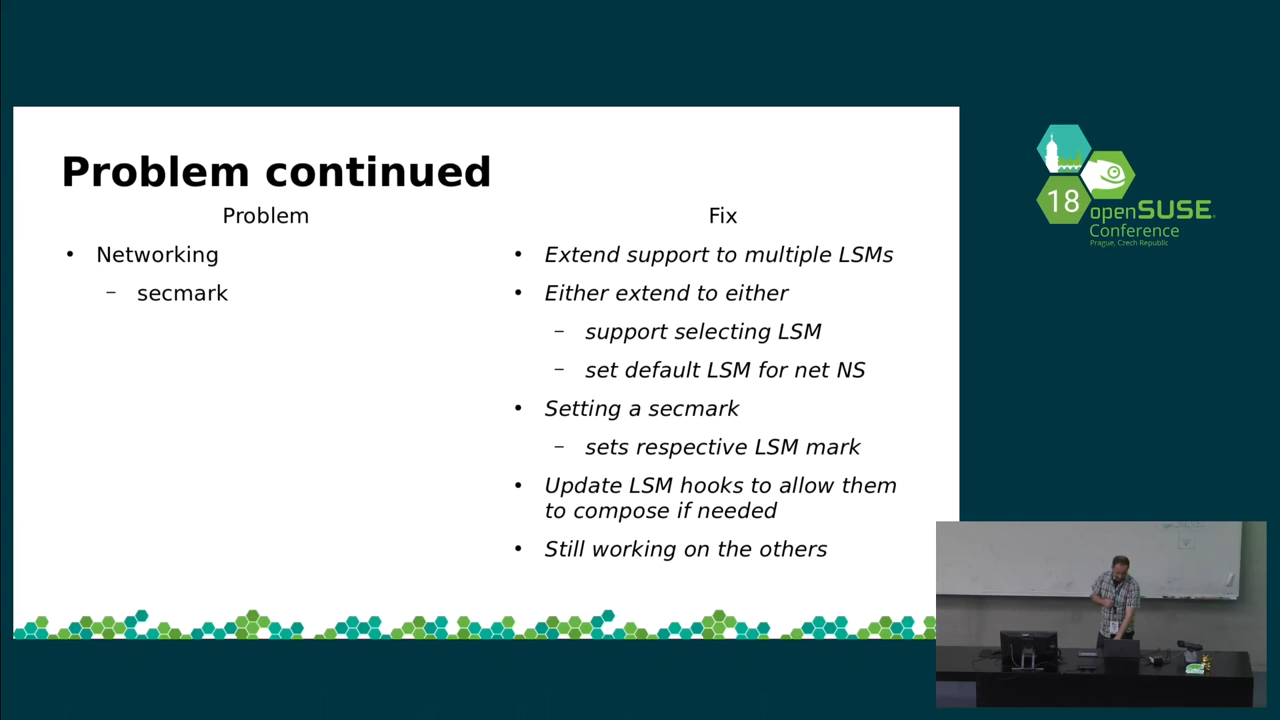 Problem continued
Problem
• Networking
– secmark
Fix
• Extend support to multiple LSMs
• Either extend to either
– support selecting LSM
– set default LSM for net NS
• Setting a secmark
– sets respective LSM mark
• Update LSM hooks to allow them
to compose if needed
• Still working on the others
18
openSUSE
Conference
Prague, Czech Republic